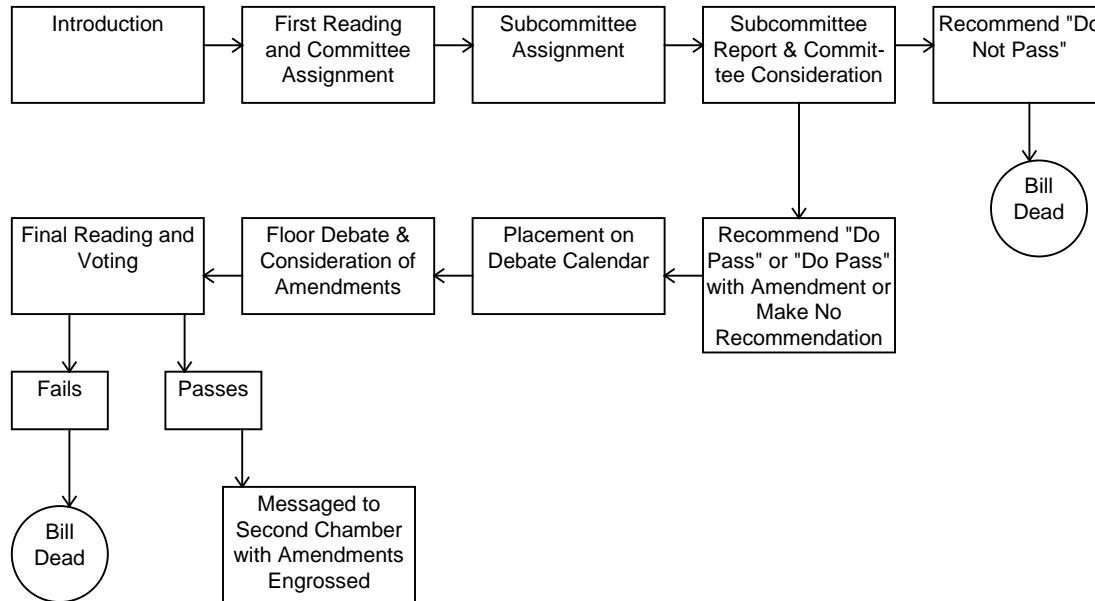 Introduction
First Reading
and Committee
Assignment
Subcommittee
Assignment
Subcommittee
Report & Commit-
tee Consideration
Recommend "Do
Not Pass"
Bill
Dead
Final Reading and
Voting
Floor Debate &
Consideration of
Amendments
Placement on
Debate Calendar
Recommend "Do
Pass" or "Do Pass"
with Amendment or
Make No
Recommendation
Fails
Passes
Bill
Dead
Messaged to
Second Chamber
with Amendments
Engrossed